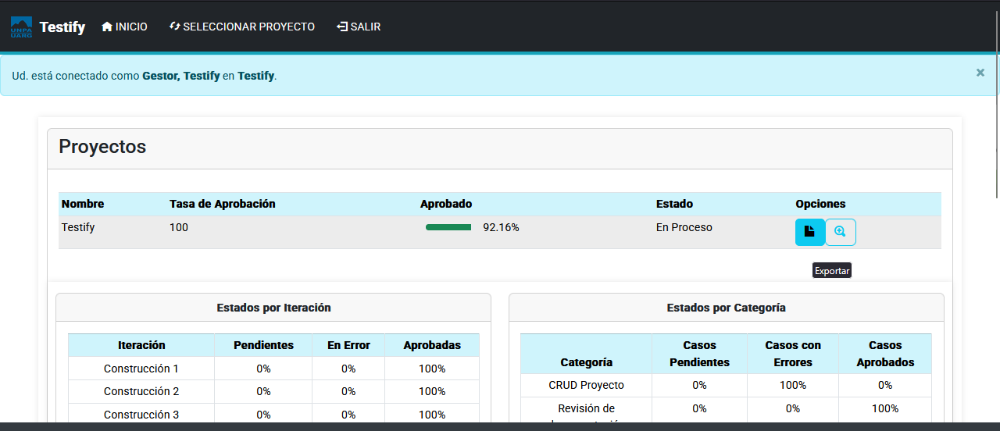 UNPA
UARG
Testify INICIO SELECCIONAR PROYECTO SALIR
Ud. está conectado como Gestor, Testify en Testify. ×
Proyectos
Nombre Tasa de Aprobación Aprobado Estado Opciones
Testify 100 92.16% En Proceso
Exportar
Estados por Iteración
Iteración Pendientes En Error Aprobadas
Construcción 1 0% 0% 100%
Construcción 2 0% 0% 100%
Construcción 3 0% 0% 100%
Estados por Categoría
Categoría Casos Pendientes Casos con Errores Casos Aprobados
CRUD Proyecto 0% 100% 0%
Revisión de 0% 0% 100%